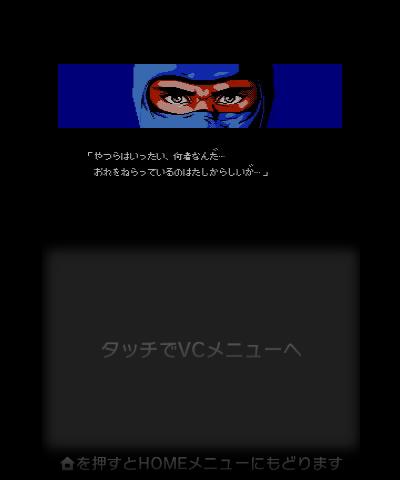 「やつらはいったい、何者なんだ…
おれをねらっているのはたしからしいが…」
タッチでVCメニューへ
を押すとHOMEメニューにもどります